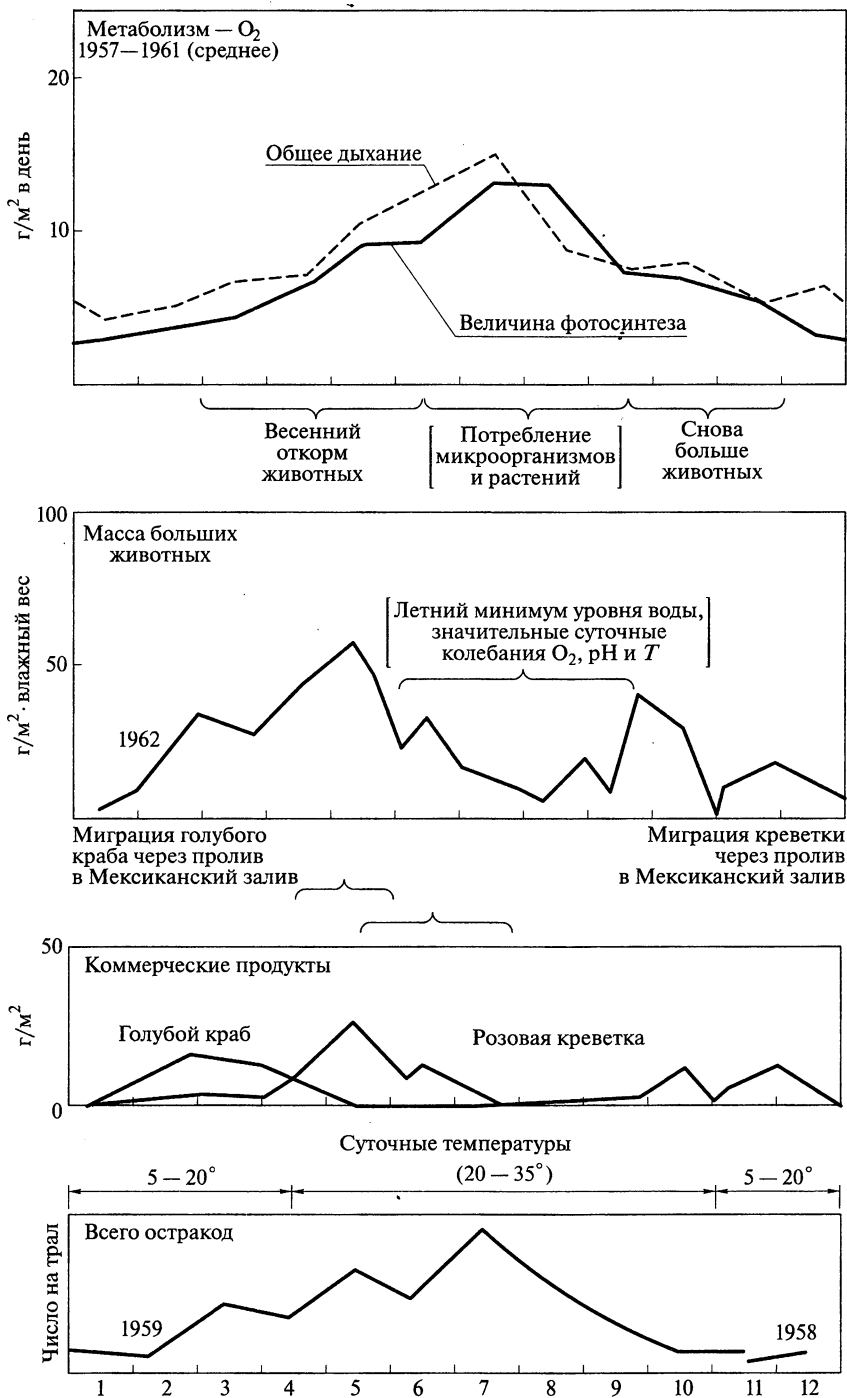 Метаболизм — O₂
1957—1961 (среднее)
20
Общее дыхание
г/м² в день
10
Величина фотосинтеза
Весенний
откорм
животных
Потребление
микроорганизмов
и растений
Снова
больше
животных
100
Масса больших
животных
г/м² · влажный вес
Летний минимум уровня воды,
значительные суточные
колебания O₂, pH и T
50
1962
Миграция голубого
краба через пролив
в Мексиканский залив
Миграция креветки
через пролив
в Мексиканский залив
50
Коммерческие продукты
г/м²
Голубой краб
Розовая креветка
0
Суточные температуры
5 — 20°
(20 — 35°)
5 — 20°
Число на трал
Всего остракод
1959
1958
1 2 3 4 5 6 7 8 9 10 11 12